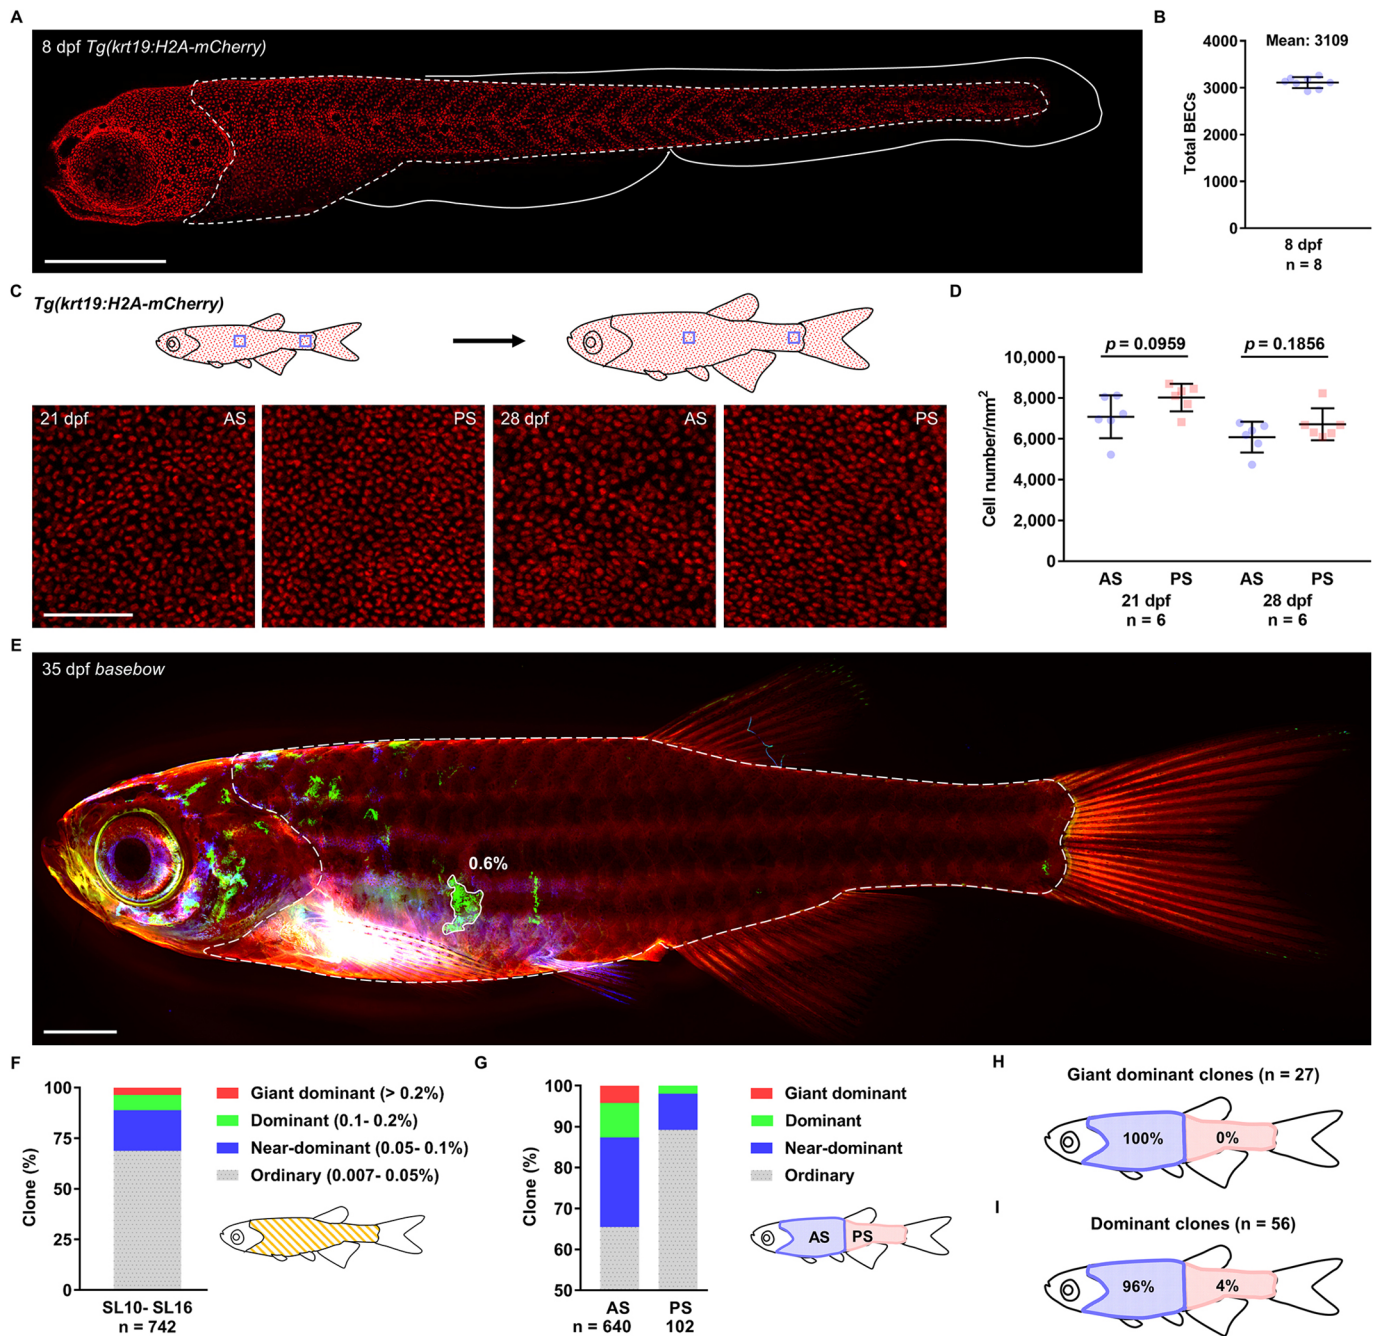 A
8 dpf Tg(krt19:H2A-mCherry)
B
Mean: 3109
4000
3000
2000
1000
0
Total BECs
8 dpf
n = 8
C
Tg(krt19:H2A-mCherry)
21 dpf
AS
PS
28 dpf
AS
PS
D
p = 0.0959
p = 0.1856
10,000
8,000
6,000
4,000
2,000
0
Cell number/mm²
AS
PS
AS
PS
21 dpf
28 dpf
n = 6
n = 6
E
35 dpf basebow
0.6%
F
100
75
50
25
0
Clone (%)
SL10- SL16
n = 742
Giant dominant (> 0.2%)
Dominant (0.1- 0.2%)
Near-dominant (0.05- 0.1%)
Ordinary (0.007- 0.05%)
G
100
90
80
70
60
50
Clone (%)
AS
PS
n = 640
102
Giant dominant
Dominant
Near-dominant
Ordinary
AS
PS
H
Giant dominant clones (n = 27)
100%
0%
I
Dominant clones (n = 56)
96%
4%